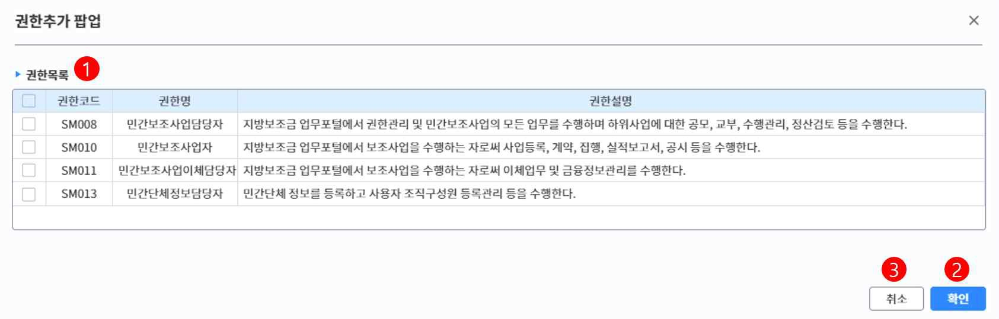 권한추가 팝업
권한목록 1
권한코드 권한명 권한설명
SM008 민간보조사업담당자 지방보조금 업무포털에서 권한관리 및 민간보조사업의 모든 업무를 수행하며 하위사업에 대한 공모, 교부, 수행관리, 정산검토 등을 수행한다.
SM010 민간보조사업자 지방보조금 업무포털에서 보조사업을 수행하는 자로써 사업등록, 계약, 집행, 실적보고서, 공시 등을 수행한다.
SM011 민간보조사업이체담당자 지방보조금 업무포털에서 보조사업을 수행하는 자로써 이체업무 및 금융정보관리를 수행한다.
SM013 민간단체정보담당자 민간단체 정보를 등록하고 사용자 조직구성원 등록관리 등을 수행한다.
3 2
취소 확인